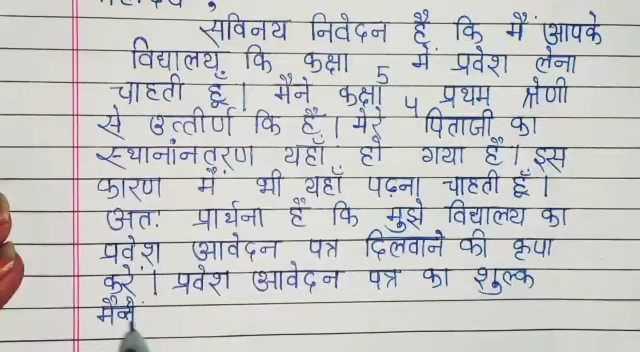 सविनय निवेदन है कि मैं आपके
विद्यालय कि कक्षा 5 में प्रवेश लेना
चाहती हूँ। मैंने कक्षा 4 प्रथम श्रेणी
से उत्तीर्ण कि है। मेरे पिताजी का
स्थानांनतरण यहाँ हो गया है। इस
कारण मैं भी यहाँ पढ़ना चाहती हूँ।
अतः प्रार्थना है कि मुझे विद्यालय का
प्रवेश आवेदन पत्र दिलवाने की कृपा
करें। प्रवेश आवेदन पत्र का शुल्क
मैंने